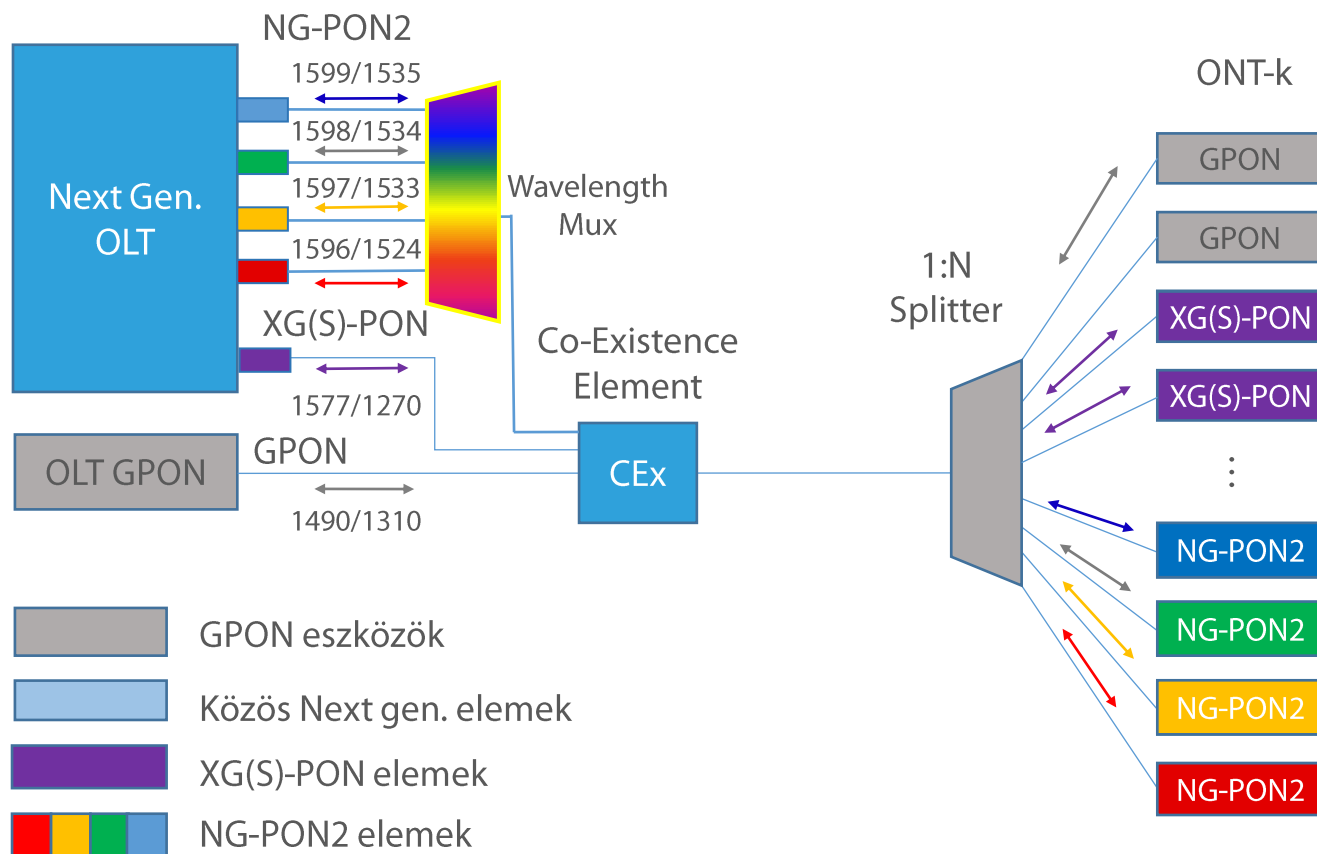 NG-PON2
1599/1535
1598/1534
1597/1533
1596/1524
Next Gen.
OLT
Wavelength
Mux
XG(S)-PON
1577/1270
OLT GPON
GPON
1490/1310
Co-Existence
Element
CEx
1:N
Splitter
ONT-k
GPON
GPON
XG(S)-PON
XG(S)-PON
⋮
NG-PON2
NG-PON2
NG-PON2
NG-PON2
GPON eszközök
Közös Next gen. elemek
XG(S)-PON elemek
NG-PON2 elemek